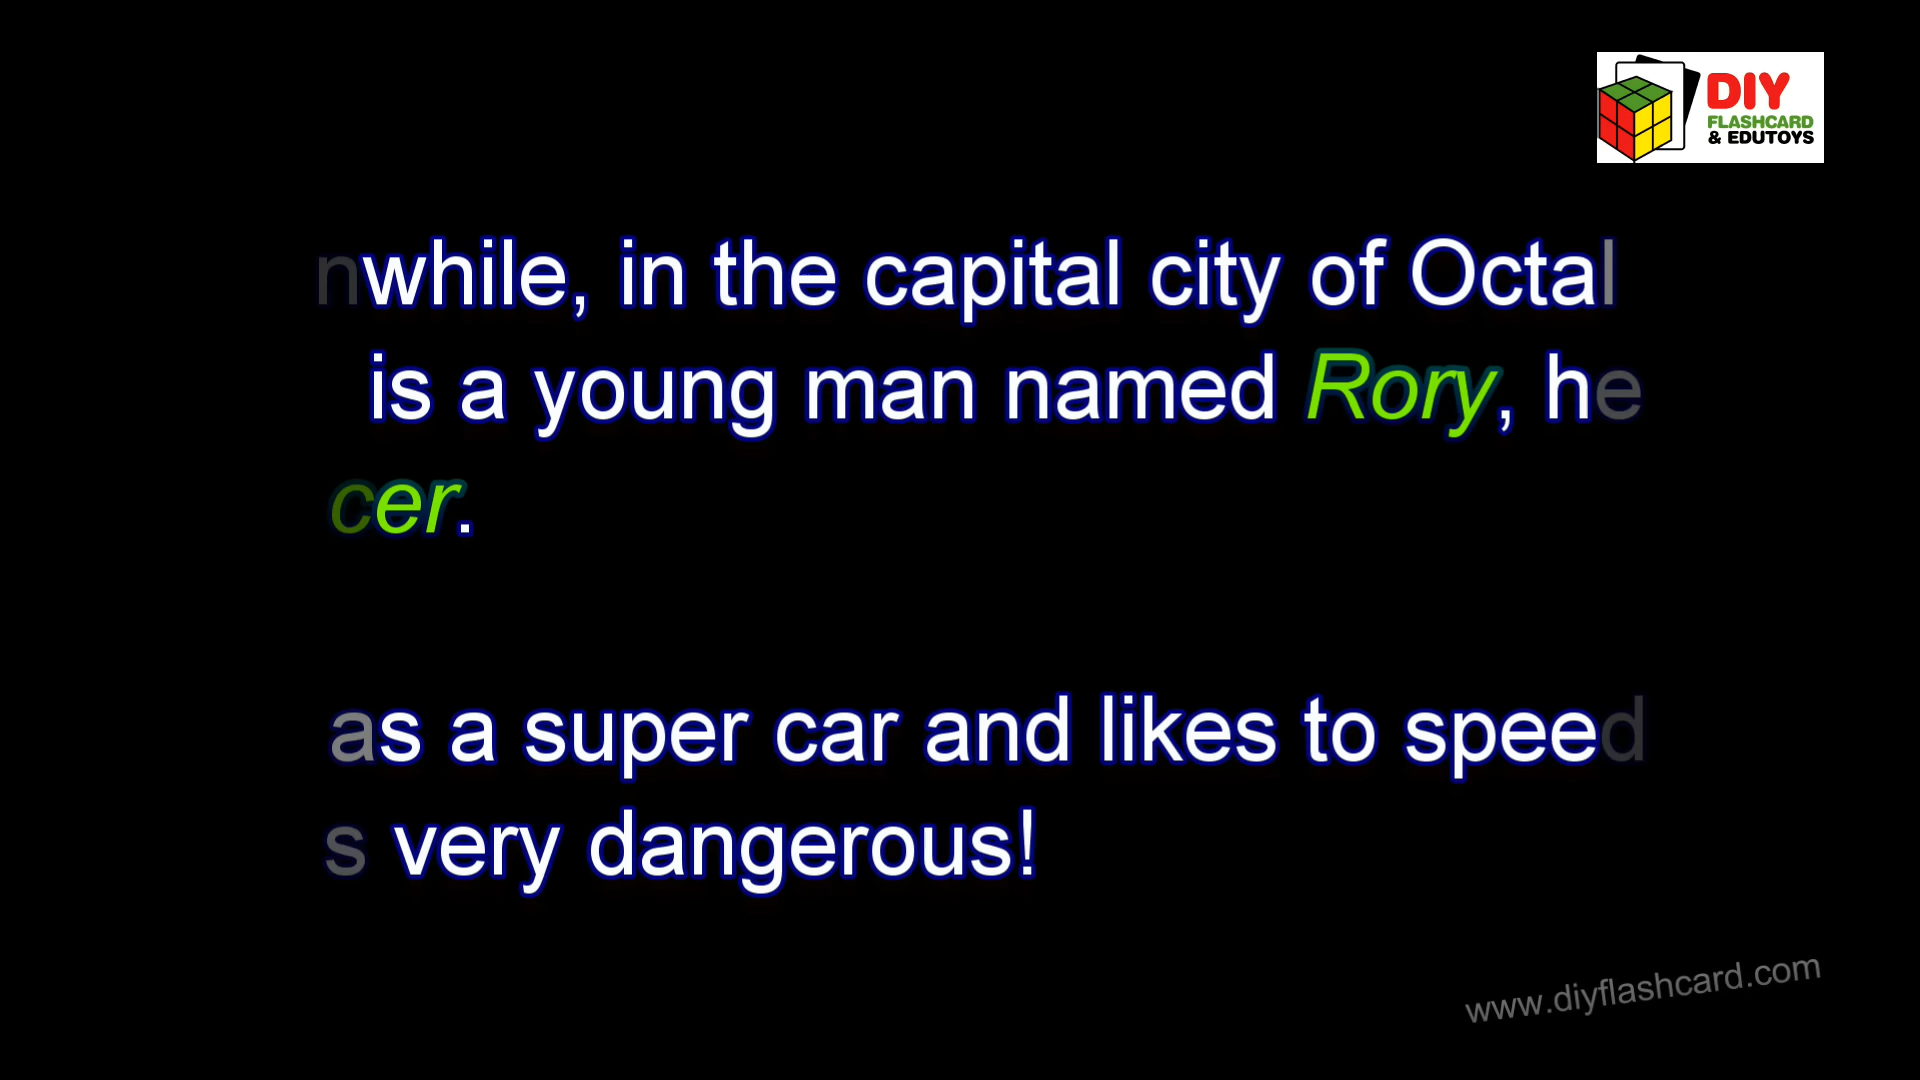 DIY
FLASHCARD
& EDUTOYS
nwhile, in the capital city of Octal
is a young man named Rory, he
cer.
as a super car and likes to speed
s very dangerous!
www.diyflashcard.com